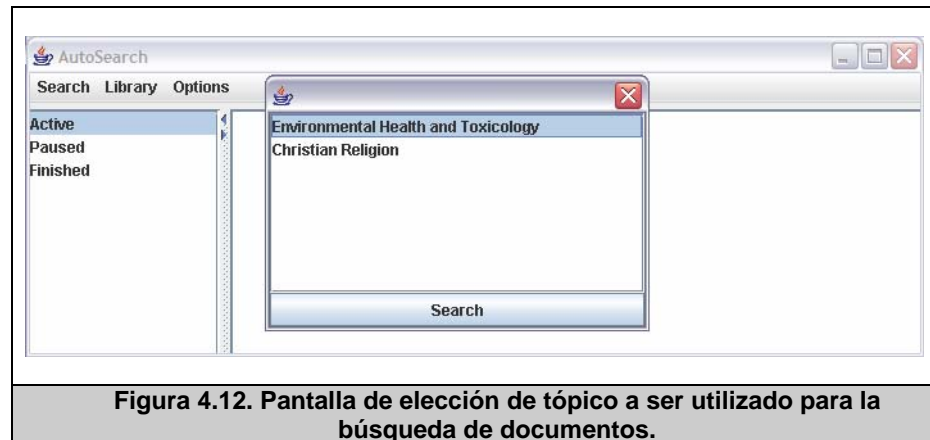 AutoSearch
Search Library Options
Active
Paused
Finished
Environmental Health and Toxicology
Christian Religion
Search
Figura 4.12. Pantalla de elección de tópico a ser utilizado para la
búsqueda de documentos.